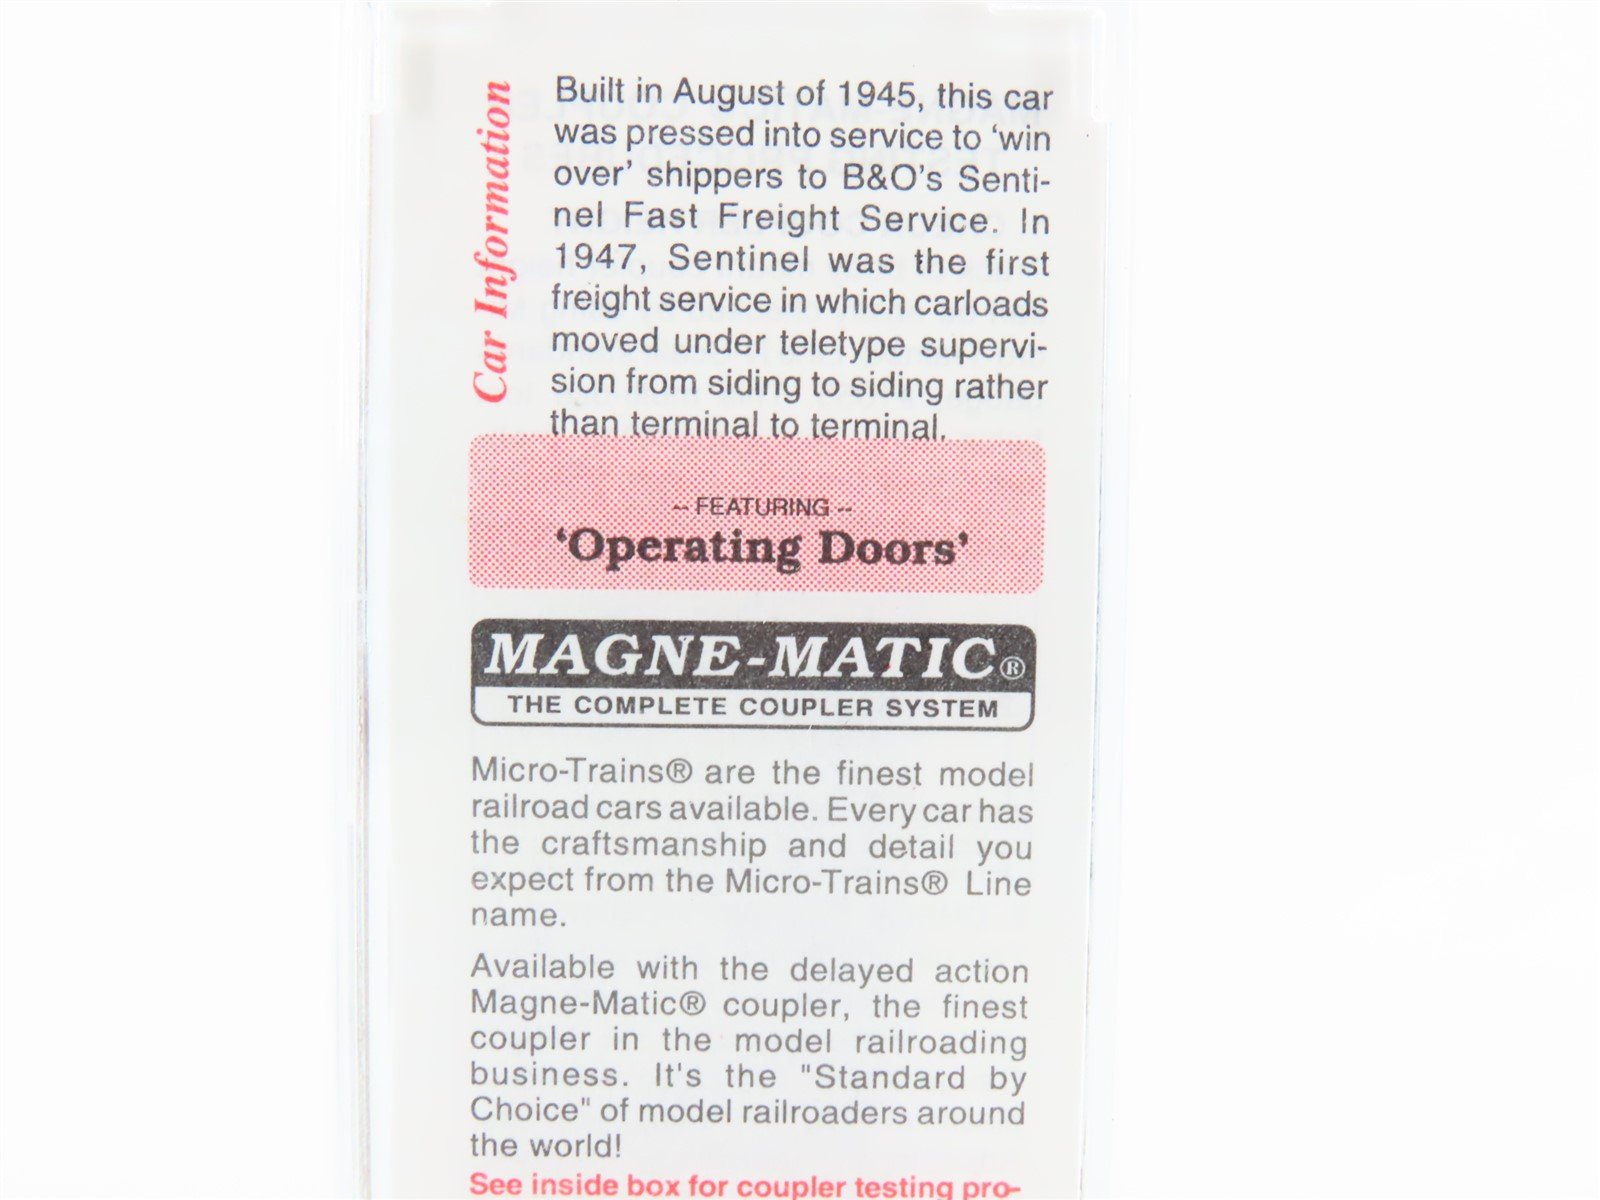 Car Information
Built in August of 1945, this car
was pressed into service to ‘win
over’ shippers to B&O’s Senti-
nel Fast Freight Service. In
1947, Sentinel was the first
freight service in which carloads
moved under teletype supervi-
sion from siding to siding rather
than terminal to terminal.
-- FEATURING --
‘Operating Doors’
MAGNE-MATIC®
THE COMPLETE COUPLER SYSTEM
Micro-Trains® are the finest model
railroad cars available. Every car has
the craftsmanship and detail you
expect from the Micro-Trains® Line
name.
Available with the delayed action
Magne-Matic® coupler, the finest
coupler in the model railroading
business. It's the "Standard by
Choice" of model railroaders around
the world!
See inside box for coupler testing pro-